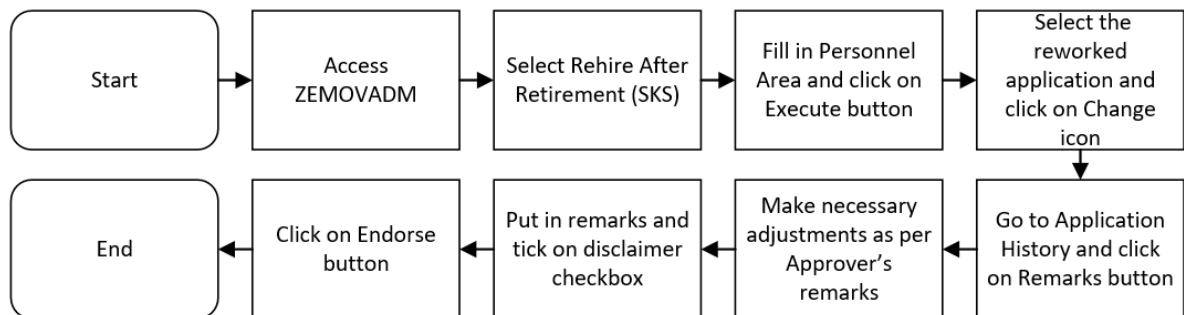 Start
Access
ZEMOVADM
Select Rehire After
Retirement (SKS)
Fill in Personnel
Area and click on
Execute button
Select the
reworked
application and
click on Change
icon
Go to Application
History and click
on Remarks button
Make necessary
adjustments as per
Approver’s
remarks
Put in remarks and
tick on disclaimer
checkbox
Click on Endorse
button
End